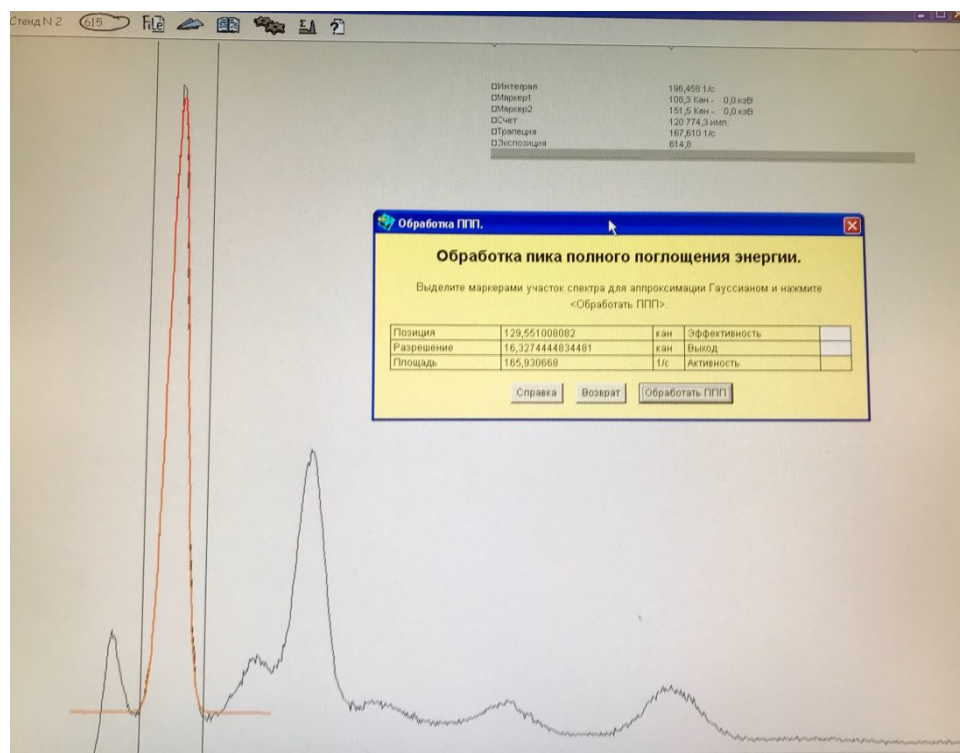 Стенд N 2 615 File
Интеграл 196,458 1/с
Маркер1 108,3 Кан - 0,0 кэВ
Маркер2 151,5 Кан - 0,0 кэВ
Счет 120 774,3 имп.
Трапеция 167,610 1/с
Экспозиция 614,8
Обработка ППП.
Обработка пика полного поглощения энергии.
Выделите маркерами участок спектра для аппроксимации Гауссианом и нажмите
<Обработать ППП>.
Позиция 129,551008082 кан Эффективность
Разрешение 16,3274444834481 кан Выход
Площадь 165,930668 1/с Активность
Справка Возврат Обработать ППП